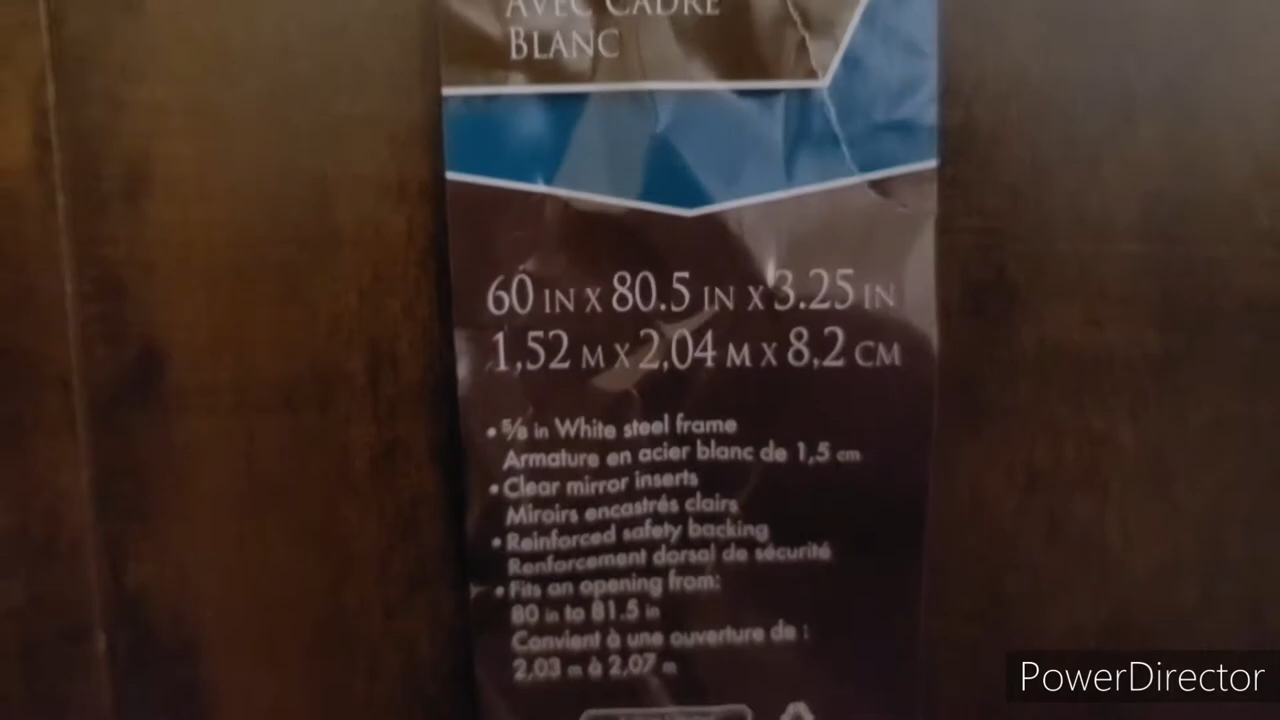 AVEC CADRE
BLANC
60 IN X 80.5 IN X 3.25 IN
1,52 M X 2,04 M X 8,2 CM
• 5/8 in White steel frame
Armature en acier blanc de 1,5 cm
• Clear mirror inserts
Miroirs encastrés clairs
• Reinforced safety backing
Renforcement dorsal de sécurité
• Fits an opening from:
80 in to 81.5 in
Convient à une ouverture de :
2,03 m à 2,07 m
PowerDirector